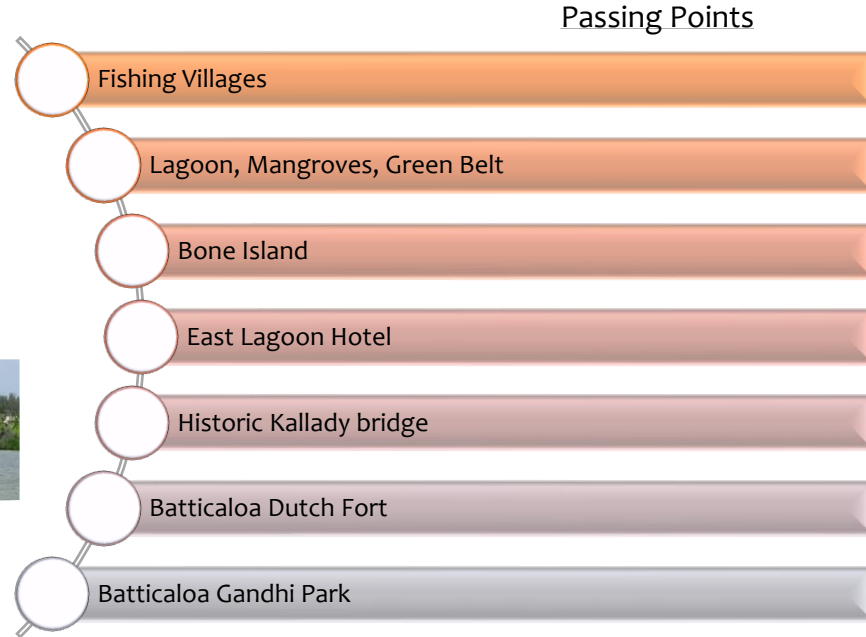 Passing Points
Fishing Villages
Lagoon, Mangroves, Green Belt
Bone Island
East Lagoon Hotel
Historic Kallady bridge
Batticaloa Dutch Fort
Batticaloa Gandhi Park